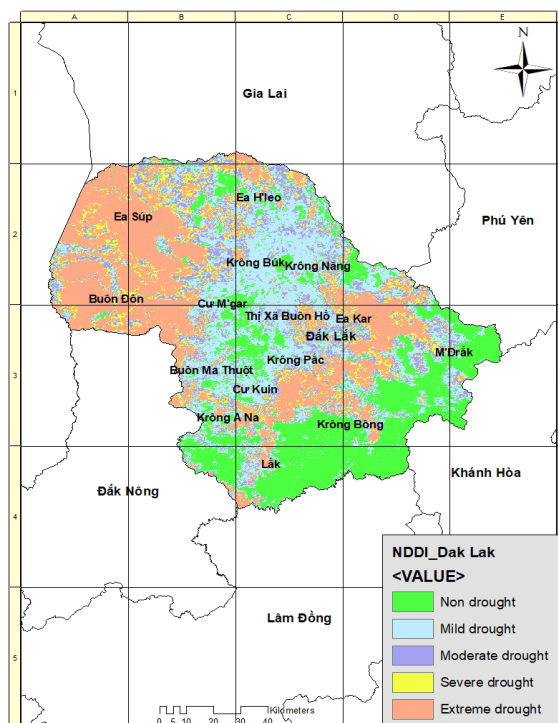 A B C D E
N
1
Gia Lai
Ea H'leo
Ea Súp
Phú Yên
2
Krông Búk
Krông Năng
Buôn Đôn
Cư M'gar
Thị Xã Buôn Hồ
Ea Kar
Đắk Lắk
M'Đrắk
3
Krông Pắc
Buôn Ma Thuột
Cư Kuin
Krông A Na
Krông Bông
Lắk
Khánh Hòa
Đắk Nông
4
NDDI_Dak Lak
<VALUE>
Non drought
Mild drought
Moderate drought
Severe drought
Extreme drought
Lâm Đồng
5
Kilometers
0 5 10 20 30 40
A B C D E